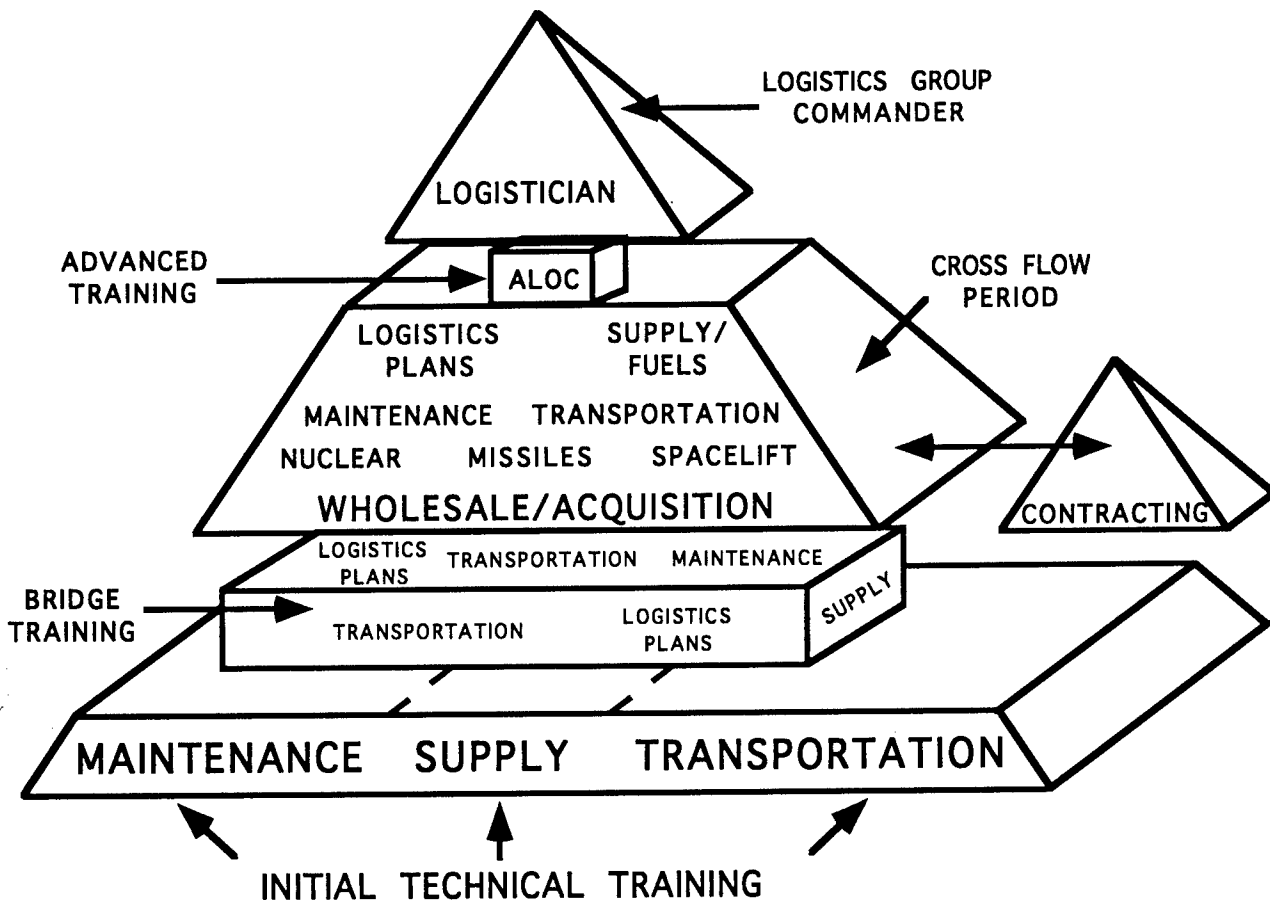 LOGISTICS GROUP
COMMANDER
LOGISTICIAN
ADVANCED
TRAINING
ALOC
CROSS FLOW
PERIOD
LOGISTICS
PLANS
SUPPLY/
FUELS
MAINTENANCE TRANSPORTATION
NUCLEAR MISSILES SPACELIFT
WHOLESALE/ACQUISITION
CONTRACTING
LOGISTICS
PLANS
TRANSPORTATION
MAINTENANCE
BRIDGE
TRAINING
SUPPLY
TRANSPORTATION
LOGISTICS
PLANS
MAINTENANCE SUPPLY TRANSPORTATION
INITIAL TECHNICAL TRAINING